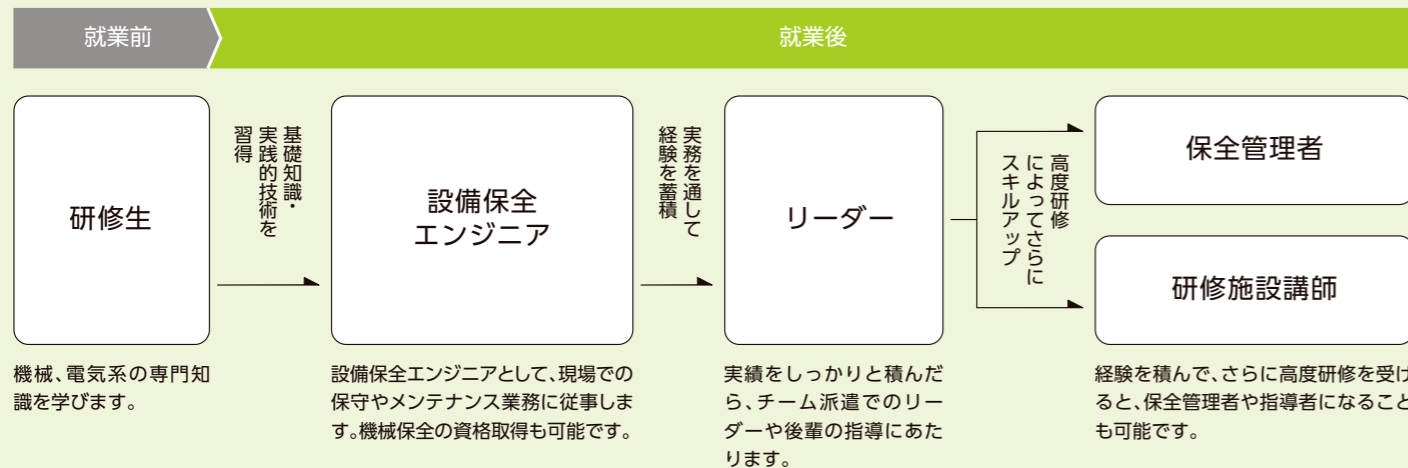 就業前
就業後
研修生
基礎知識・
実践的技術を
習得
設備保全
エンジニア
実務を通して
経験を蓄積
リーダー
高度研修
によってさらに
スキルアップ
保全管理者
研修施設講師
機械、電気系の専門知
識を学びます。
設備保全エンジニアとして、現場での
保守やメンテナンス業務に従事しま
す。機械保全の資格取得も可能です。
実績をしっかりと積んだ
ら、チーム派遣でのリー
ダーや後輩の指導にあた
ります。
経験を積んで、さらに高度研修を受け
ると、保全管理者や指導者になること
も可能です。